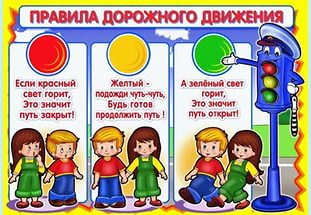 ПРАВИЛА ДОРОЖНОГО ДВИЖЕНИЯ
Если красный
свет горит,
Это значит
путь закрыт!
Желтый -
подожди чуть-чуть,
Будь готов
продолжить путь !
А зелёный свет
горит,
Это значит
путь открыт!